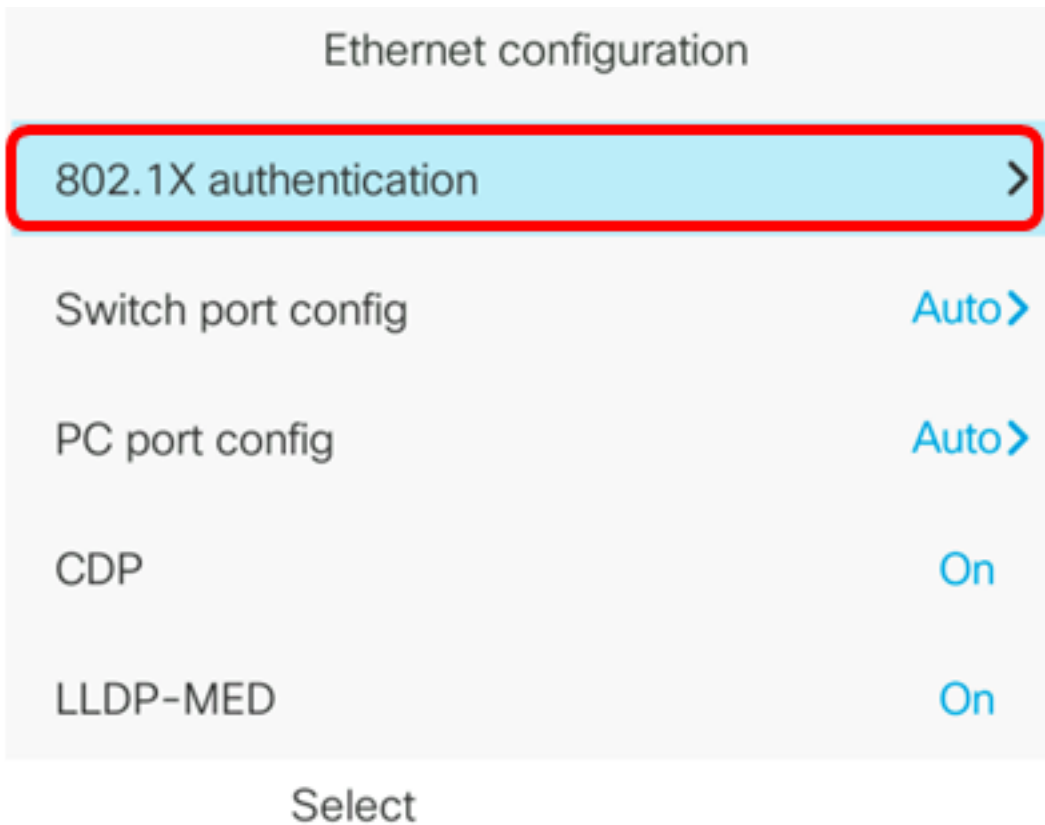 Ethernet configuration
802.1X authentication
Switch port config Auto
PC port config Auto
CDP On
LLDP-MED On
Select